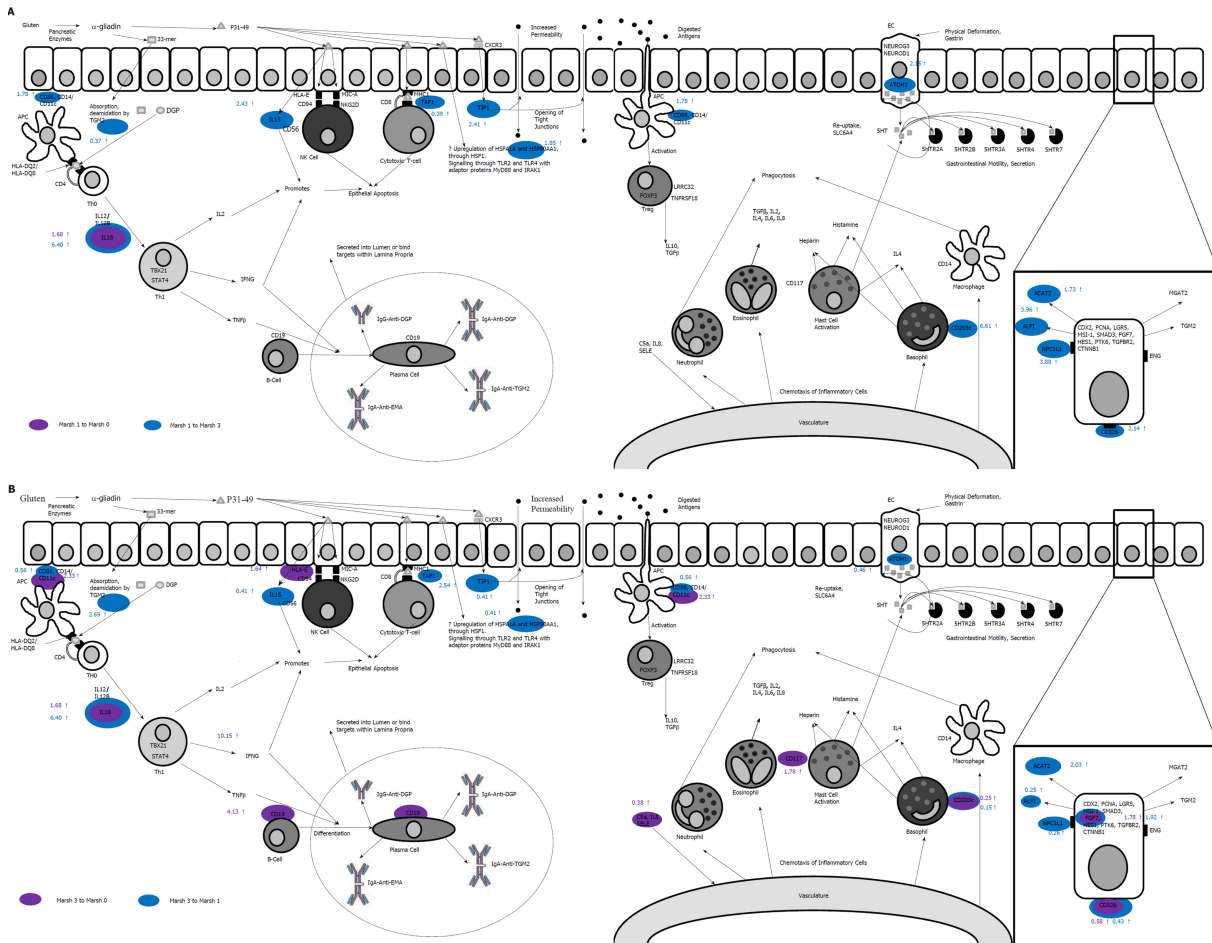 A
Gluten
α-gliadin
P31-49
Pancreatic
Enzymes
33-mer
CXCR3
Increased
Permeability
Digested
Antigens
EC
Physical Deformation,
Gastrin
NEUROG3
NEUROD1
2.16 ↑
ATOH1
1.78 ↑
CD86, CD14/
CD11c
APC
Absorption,
deamidation by
TGM2
0.37 ↑
DGP
HLA-DQ2/
HLA-DQ8
CD4
Th0
2.43 ↑
IL15
HLA-E
CD94
CD56
MIC-A
NKG2D
NK Cell
CD8
MHC1
TAP1
0.39 ↑
Cytotoxic T-cell
TJP1
2.41 ↑
Opening of
Tight
Junctions
1.85 ↑
? Upregulation of HSPA1A and HSP90AA1,
through HSF1.
Signalling through TLR2 and TLR4 with
adaptor proteins MyD88 and IRAK1
Promotes
Epithelial Apoptosis
IL12/
IL12B
IL18
1.68 ↑
6.40 ↑
IL2
TBX21
STAT4
Th1
IFNG
TNFβ
Secreted into Lumen or bind
targets within Lamina Propria
CD19
B-Cell
IgG-Anti-DGP
IgA-Anti-DGP
CD19
Plasma Cell
IgA-Anti-TGM2
IgA-Anti-EMA
Marsh 1 to Marsh 0
Marsh 1 to Marsh 3
APC
1.78 ↑
CD86, CD14/
CD11c
Activation
FOXP3
Treg
LRRC32
TNFRSF18
IL10,
TGFβ
Re-uptake,
SLC6A4
5HT
5HTR2A
5HTR2B
5HTR3A
5HTR4
5HTR7
Gastrointestinal Motility, Secretion
Phagocytosis
TGFβ, IL2,
IL4, IL6, IL8
Histamine
Heparin
IL4
CD117
Eosinophil
Mast Cell
Activation
CD14
Macrophage
CD203c
6.61 ↑
Basophil
C5a, IL8,
SELE
Neutrophil
Chemotaxis of Inflammatory Cells
Vasculature
ACAT2
1.73 ↑
3.96 ↑
ALPI
NPC1L1
3.88 ↑
MGAT2
TGM2
CDX2, PCNA, LGR5,
MSI-1, SMAD3, FGF7,
HES1, PTK6, TGFBR2,
CTNNB1
ENG
CD326
2.14 ↑
B
Gluten
α-gliadin
P31-49
Pancreatic
Enzymes
33-mer
CXCR3
Increased
Permeability
Digested
Antigens
EC
Physical Deformation,
Gastrin
NEUROG3
NEUROD1
ATOH1
0.46 ↑
0.56 ↑
CD86, CD14/
CD11c
2.33 ↑
APC
Absorption,
deamidation by
TGM2
2.69 ↑
DGP
HLA-DQ2/
HLA-DQ8
CD4
TH0
1.64 ↑
HLA-E
CD94
0.41 ↑
IL15
CD56
MIC-A
NKG2D
NK Cell
CD8
MHC1
TAP1
2.54 ↑
Cytotoxic T-cell
TJP1
0.41 ↑
Opening of
Tight
Junctions
0.41 ↑
? Upregulation of HSPA1A and HSP90AA1,
through HSF1.
Signalling through TLR2 and TLR4 with
adaptor proteins MyD88 and IRAK1
Promotes
Epithelial Apoptosis
IL12/
IL12B
IL18
1.68 ↑
6.40 ↑
IL2
TBX21
STAT4
Th1
10.15 ↑
IFNG
TNFβ
4.13 ↑
Secreted into Lumen or bind
targets within Lamina Propria
CD19
B-Cell
Differentiation
IgG-Anti-DGP
IgA-Anti-DGP
CD19
Plasma Cell
IgA-Anti-TGM2
IgA-Anti-EMA
Marsh 3 to Marsh 0
Marsh 3 to Marsh 1
APC
0.56 ↑
CD86, CD14/
CD11c
2.33 ↑
Activation
FOXP3
Treg
LRRC32
TNFRSF18
IL10,
TGFβ
Re-uptake,
SLC6A4
5HT
5HTR2A
5HTR2B
5HTR3A
5HTR4
5HTR7
Gastrointestinal Motility, Secretion
Phagocytosis
TGFβ, IL2,
IL4, IL6, IL8
Histamine
Heparin
IL4
CD117
1.78 ↑
Eosinophil
Mast Cell
Activation
CD14
Macrophage
CD203c
0.25 ↑
0.15 ↑
Basophil
0.38 ↑
C5a, IL8,
SELE
Neutrophil
Chemotaxis of Inflammatory Cells
Vasculature
ACAT2
2.03 ↑
0.25 ↑
ALPI
NPC1L1
0.26 ↑
MGAT2
TGM2
CDX2, PCNA, LGR5,
MSI-1, SMAD3,
FGF7,
1.78 ↑
1.92 ↑
HES1, PTK6, TGFBR2,
CTNNB1
ENG
CD326
0.58 ↑ 0.43 ↑